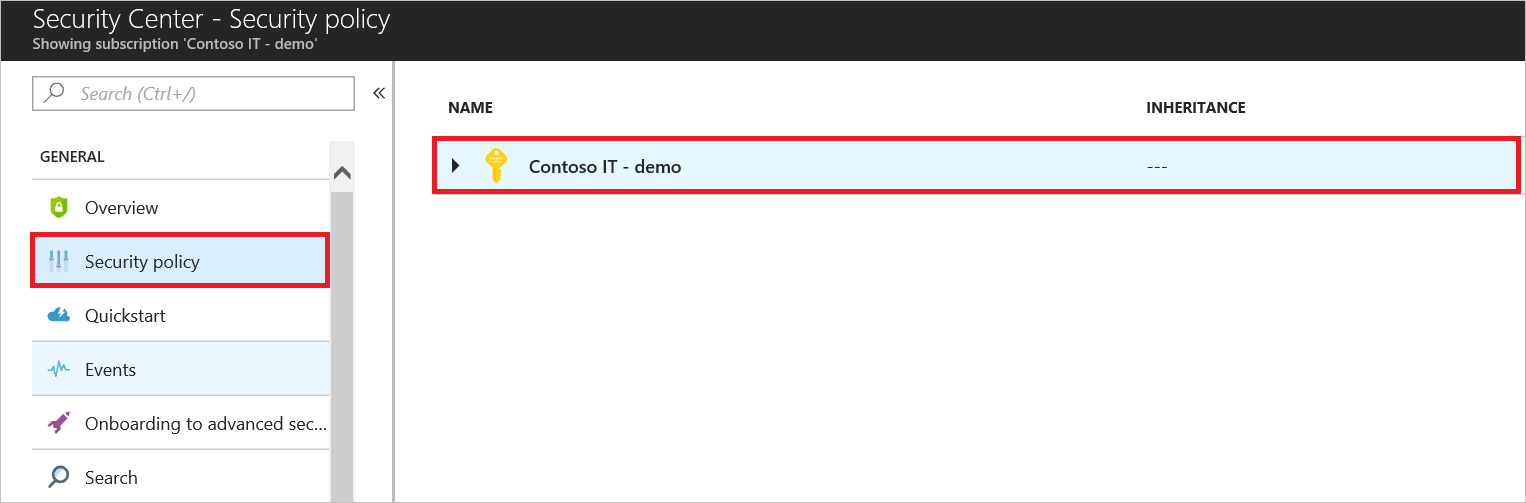 Security Center - Security policy
Showing subscription 'Contoso IT - demo'
Search (Ctrl+/)
GENERAL
Overview
Security policy
Quickstart
Events
Onboarding to advanced sec...
Search
NAME INHERITANCE
Contoso IT - demo ---